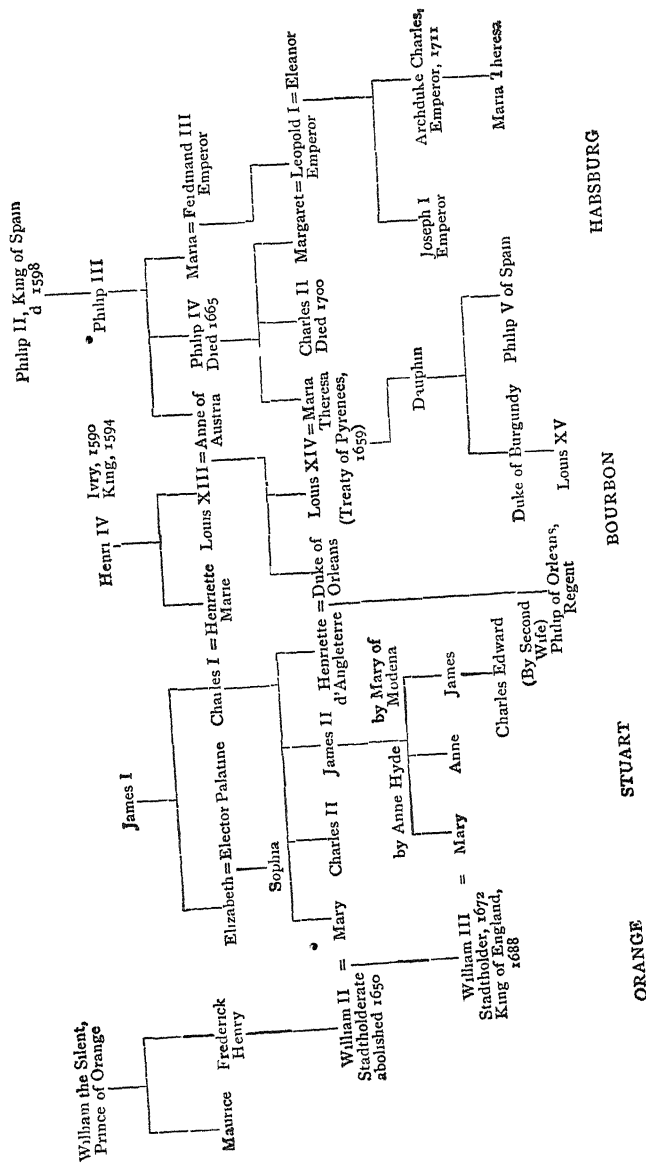 William the Silent,
Prince of Orange
Maurice
Frederick
Henry
William II = Mary
Stadtholderate
abolished 1650
William III = Mary
Stadtholder, 1672
King of England,
1688
ORANGE
James I
Elizabeth = Elector Palatine
Charles I = Henriette
Marie
Sophia
Mary
Charles II
James II
Henriette = Duke of
d'Angleterre
Orleans
by Anne Hyde
by Mary of
Modena
Mary
Anne
James
Charles Edward
(By Second
Wife)
Philip of Orleans,
Regent
STUART
Henri IV
Ivry, 1590
King, 1594
Louis XIII = Anne of
Austria
Louis XIV = Maria
Theresa
(Treaty of Pyrenees,
1659)
Dauphin
Duke of Burgundy
Philip V of Spain
Louis XV
BOURBON
Philip II, King of Spain
d 1598
Philip III
Philip IV
Died 1665
Maria = Ferdinand III
Emperor
Charles II
Died 1700
Margaret = Leopold I = Eleanor
Emperor
Joseph I
Emperor
Archduke Charles,
Emperor, 1711
Maria Theresa
HABSBURG